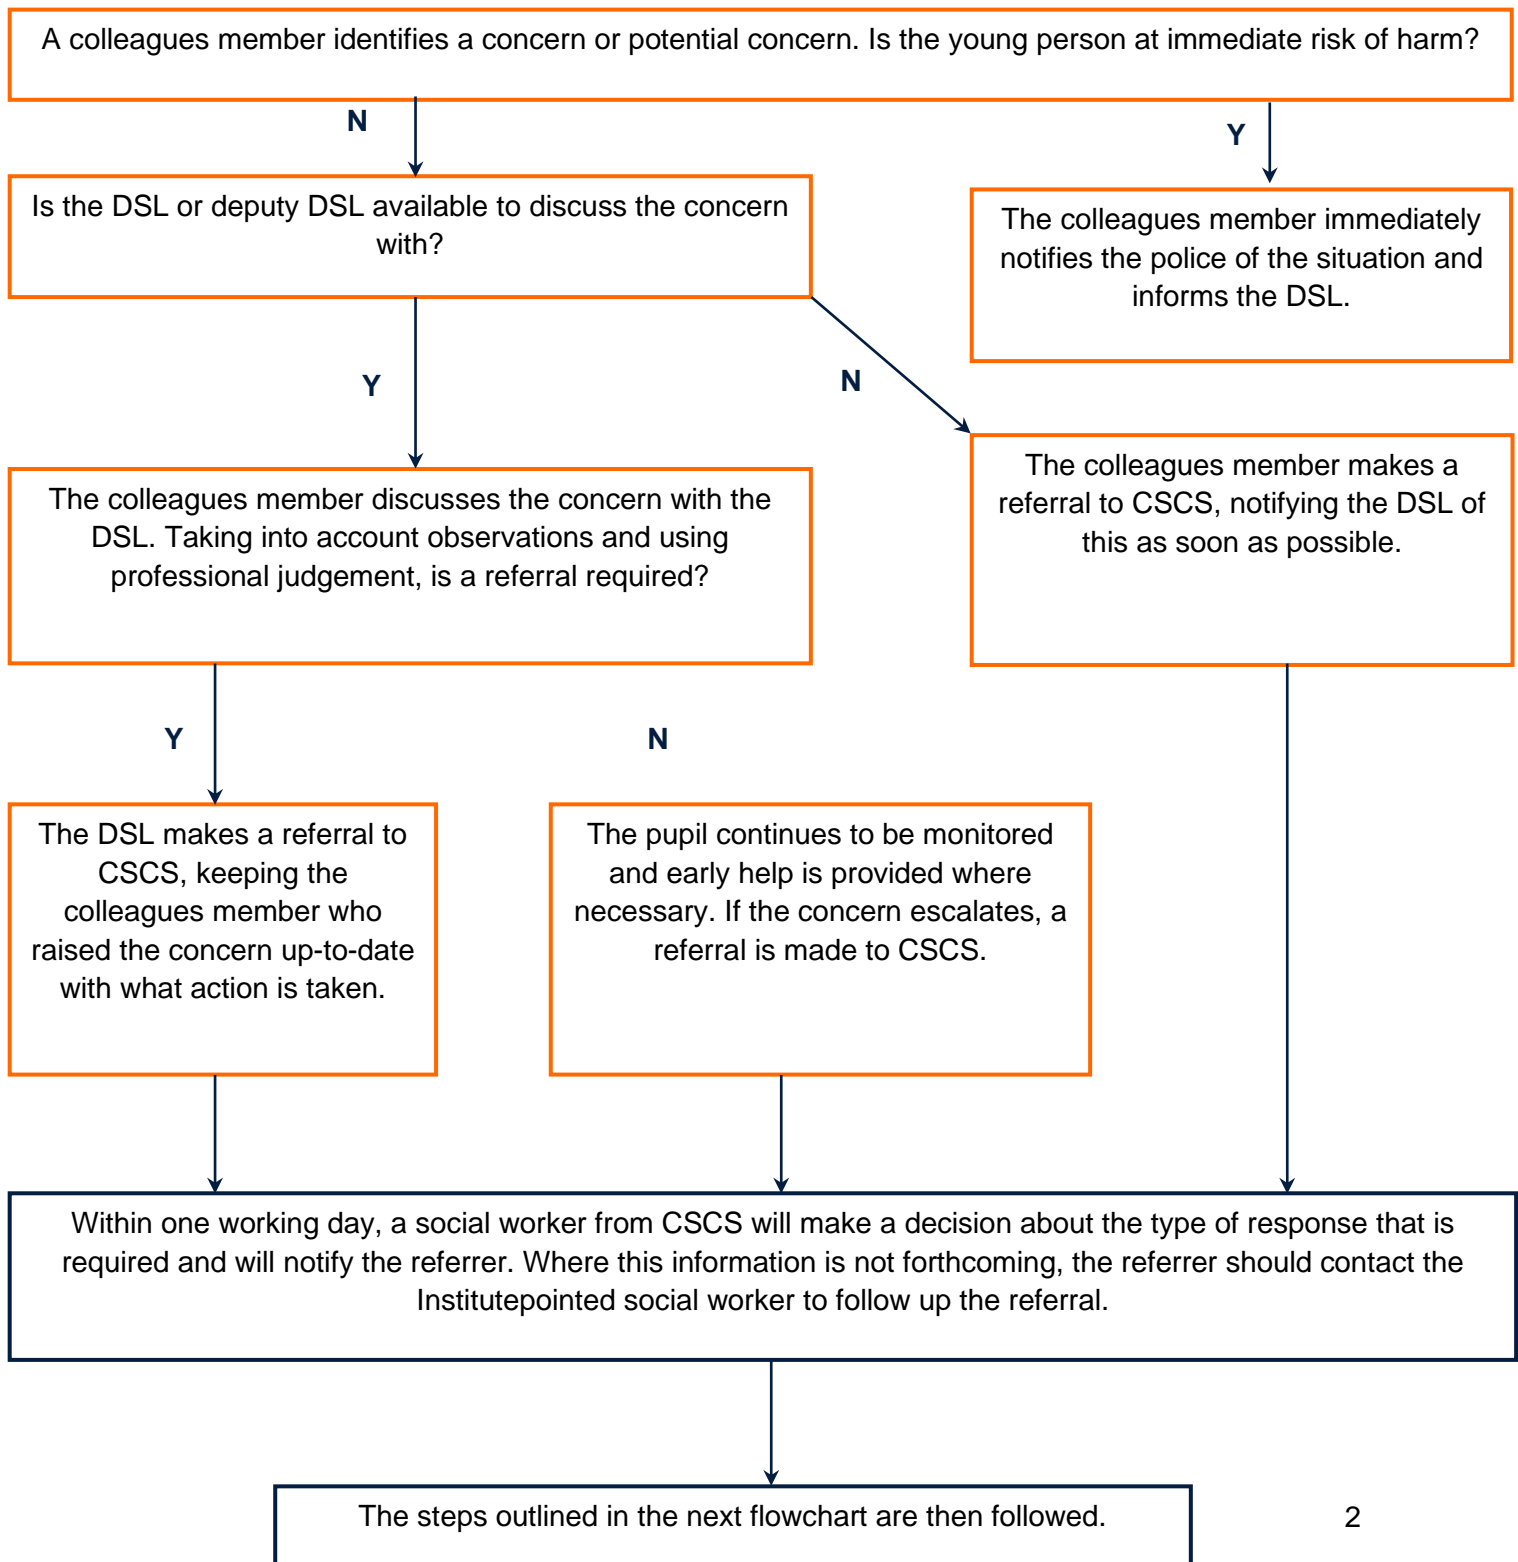 A colleagues member identifies a concern or potential concern. Is the young person at immediate risk of harm?
N
Y
Is the DSL or deputy DSL available to discuss the concern
with?
The colleagues member immediately
notifies the police of the situation and
informs the DSL.
Y
N
The colleagues member makes a
referral to CSCS, notifying the DSL of
this as soon as possible.
The colleagues member discusses the concern with the
DSL. Taking into account observations and using
professional judgement, is a referral required?
Y
N
The DSL makes a referral to
CSCS, keeping the
colleagues member who
raised the concern up-to-date
with what action is taken.
The pupil continues to be monitored
and early help is provided where
necessary. If the concern escalates, a
referral is made to CSCS.
Within one working day, a social worker from CSCS will make a decision about the type of response that is
required and will notify the referrer. Where this information is not forthcoming, the referrer should contact the
Institutepointed social worker to follow up the referral.
The steps outlined in the next flowchart are then followed.
2